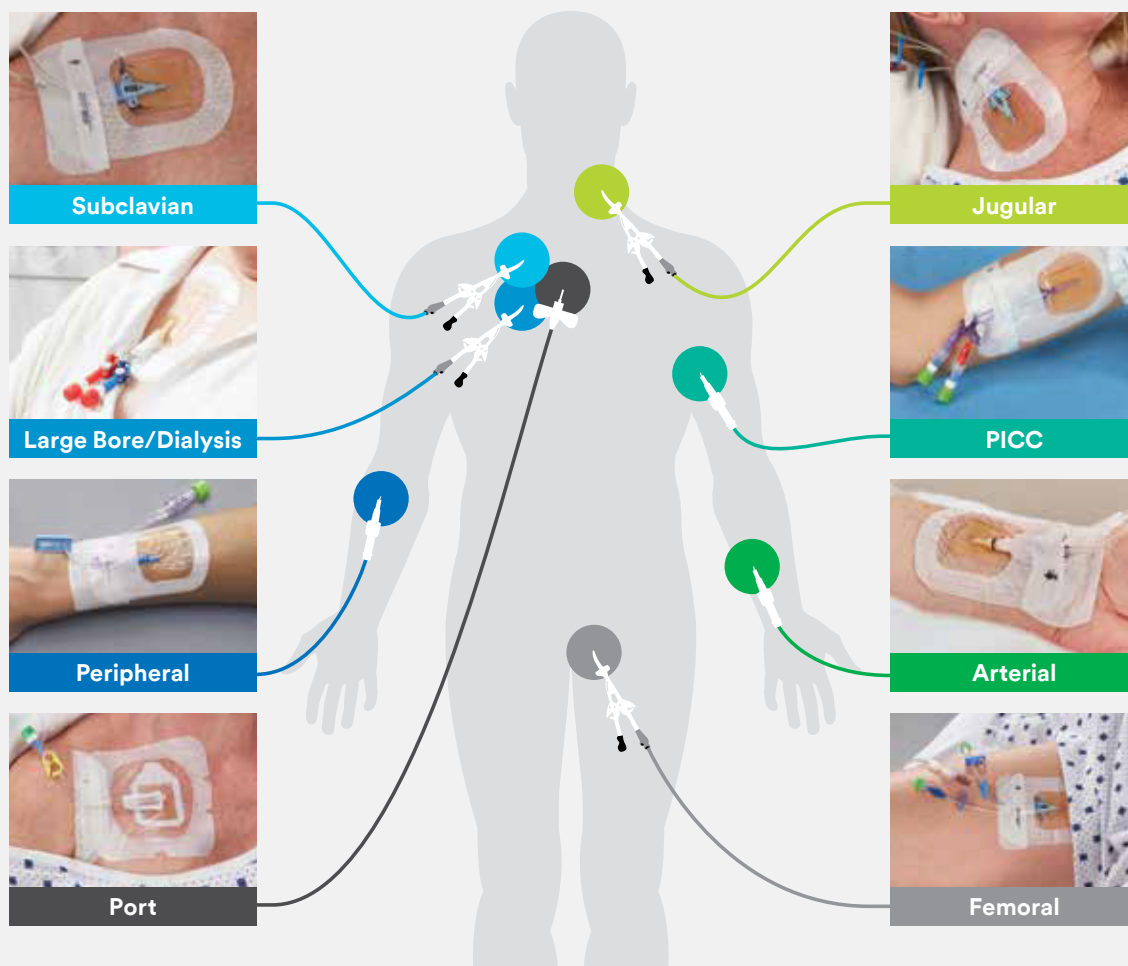 Subclavian
Jugular
Large Bore/Dialysis
PICC
Peripheral
Arterial
Port
Femoral